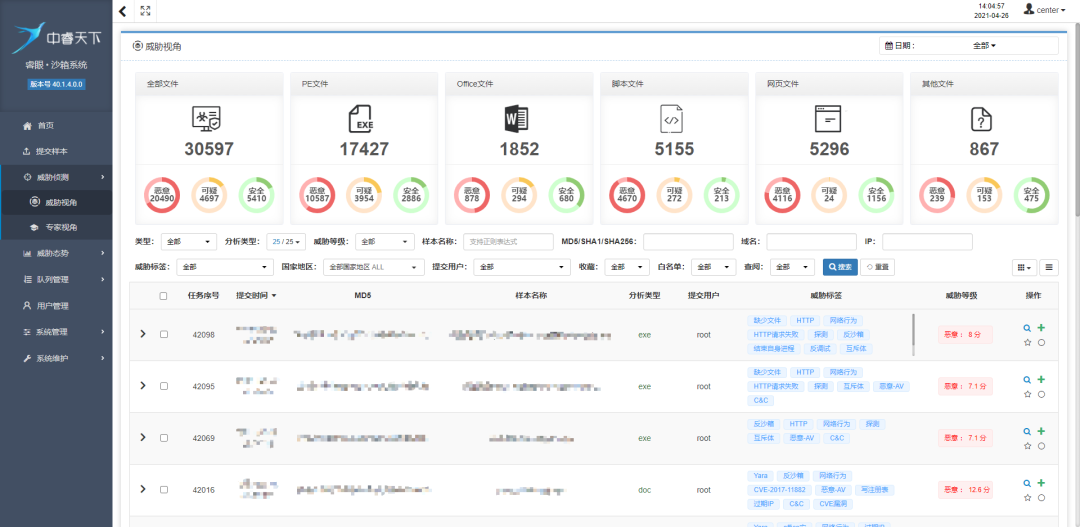 14:04:57
2021-04-26
center
中睿天下
睿眼·沙箱系统
版本号 40.1.4.0.0
首页
提交样本
威胁侦测
威胁视角
专家视角
威胁态势
队列管理
用户管理
系统管理
系统维护
威胁视角
日期： 全部
全部文件 PE文件 Office文件 脚本文件 网页文件 其他文件
EXE W </> ?
30597 17427 1852 5155 5296 867
恶意 20490 可疑 4697 安全 5410
恶意 10587 可疑 3954 安全 2886
恶意 878 可疑 294 安全 680
恶意 4670 可疑 272 安全 213
恶意 4116 可疑 24 安全 1156
恶意 239 可疑 153 安全 475
类型： 全部 分析类型： 25 / 25 威胁等级： 全部 样本名称： 支持正则表达式 MD5/SHA1/SHA256： 域名： IP：
威胁标签： 全部 国家地区： 全部国家地区 ALL 提交用户： 全部 收藏： 全部 白名单： 全部 查阅： 全部 搜索 重置
任务序号 提交时间 MD5 样本名称 分析类型 提交用户 威胁标签 威胁等级 操作
42098 exe root
缺少文件 HTTP 网络行为
HTTP请求失败 探测 反沙箱
结束自身进程 反调试 互斥体
恶意： 8 分
42095 exe root
缺少文件 HTTP 网络行为
HTTP请求失败 探测 互斥体 恶意-AV
C&C
恶意： 7.1 分
42069 exe root
反沙箱 HTTP 网络行为 探测
互斥体 恶意-AV C&C
恶意： 7.1 分
42016 doc root
Yara 反沙箱 网络行为
CVE-2017-11882 恶意-AV 写注册表
过期IP C&C CVE漏洞
恶意： 12.6 分